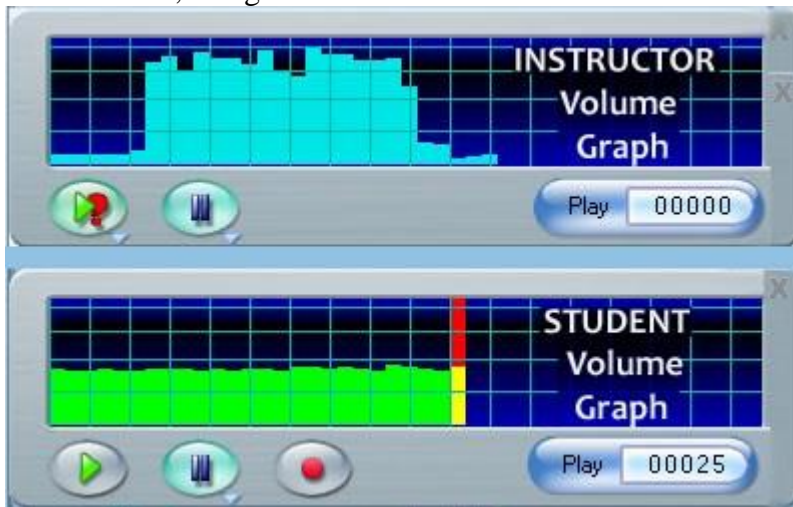 INSTRUCTOR
Volume
Graph
Play 00000
STUDENT
Volume
Graph
Play 00025